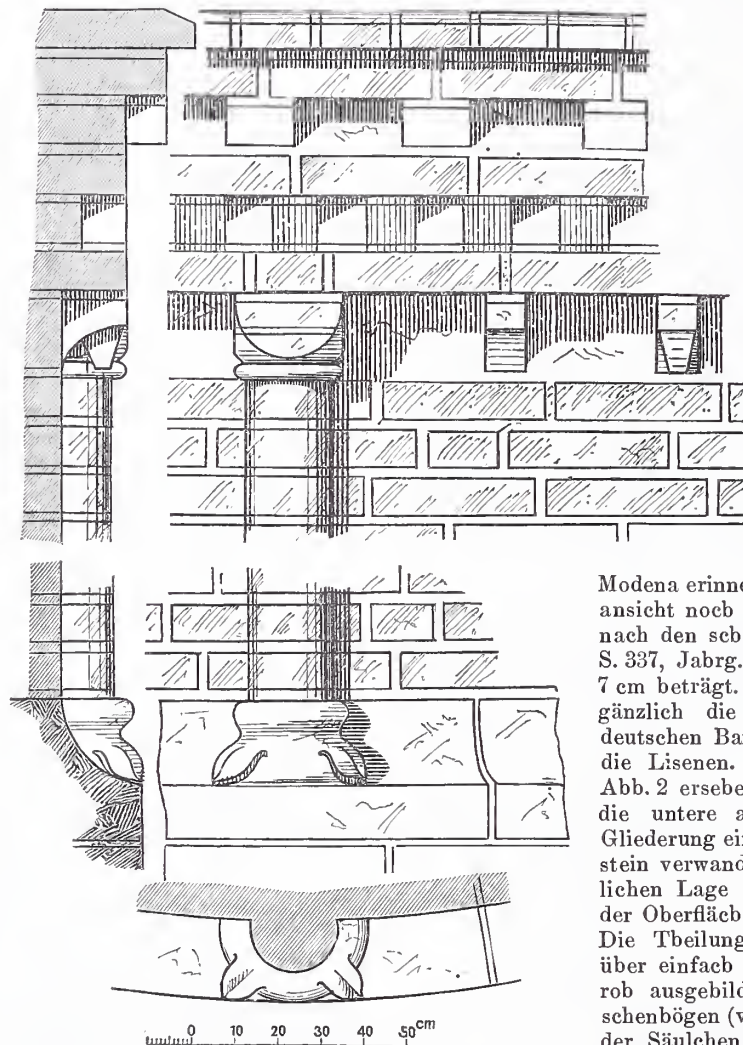 Modena erinne
ansicht noch
nach den sch
S. 337, Jahrg.
7 cm beträgt.
gänzlich die
deutschen Ba
die Lisenen.
Abb. 2 ersehe
die untere a
Gliederung ei
stein verwand
lichen Lage
der Oberfläch
Die Theilung
über einfach
rob ausgebild
schenbögen (v
der Säulchen
0 10 20 30 40 50cm